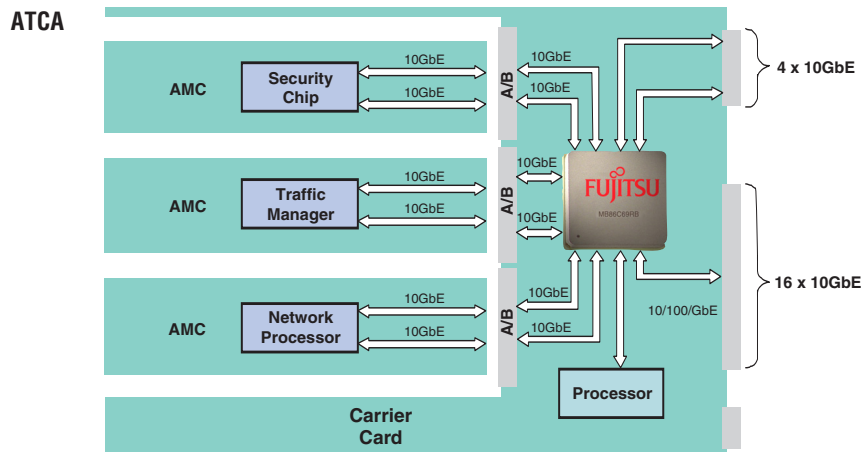 ATCA
AMC
Security
Chip
10GbE
10GbE
A/B
10GbE
10GbE
4 x 10GbE
AMC
Traffic
Manager
10GbE
10GbE
A/B
10GbE
10GbE
FUJITSU
MB86C69RB
AMC
Network
Processor
10GbE
10GbE
A/B
10GbE
10GbE
10/100/GbE
16 x 10GbE
Processor
Carrier
Card